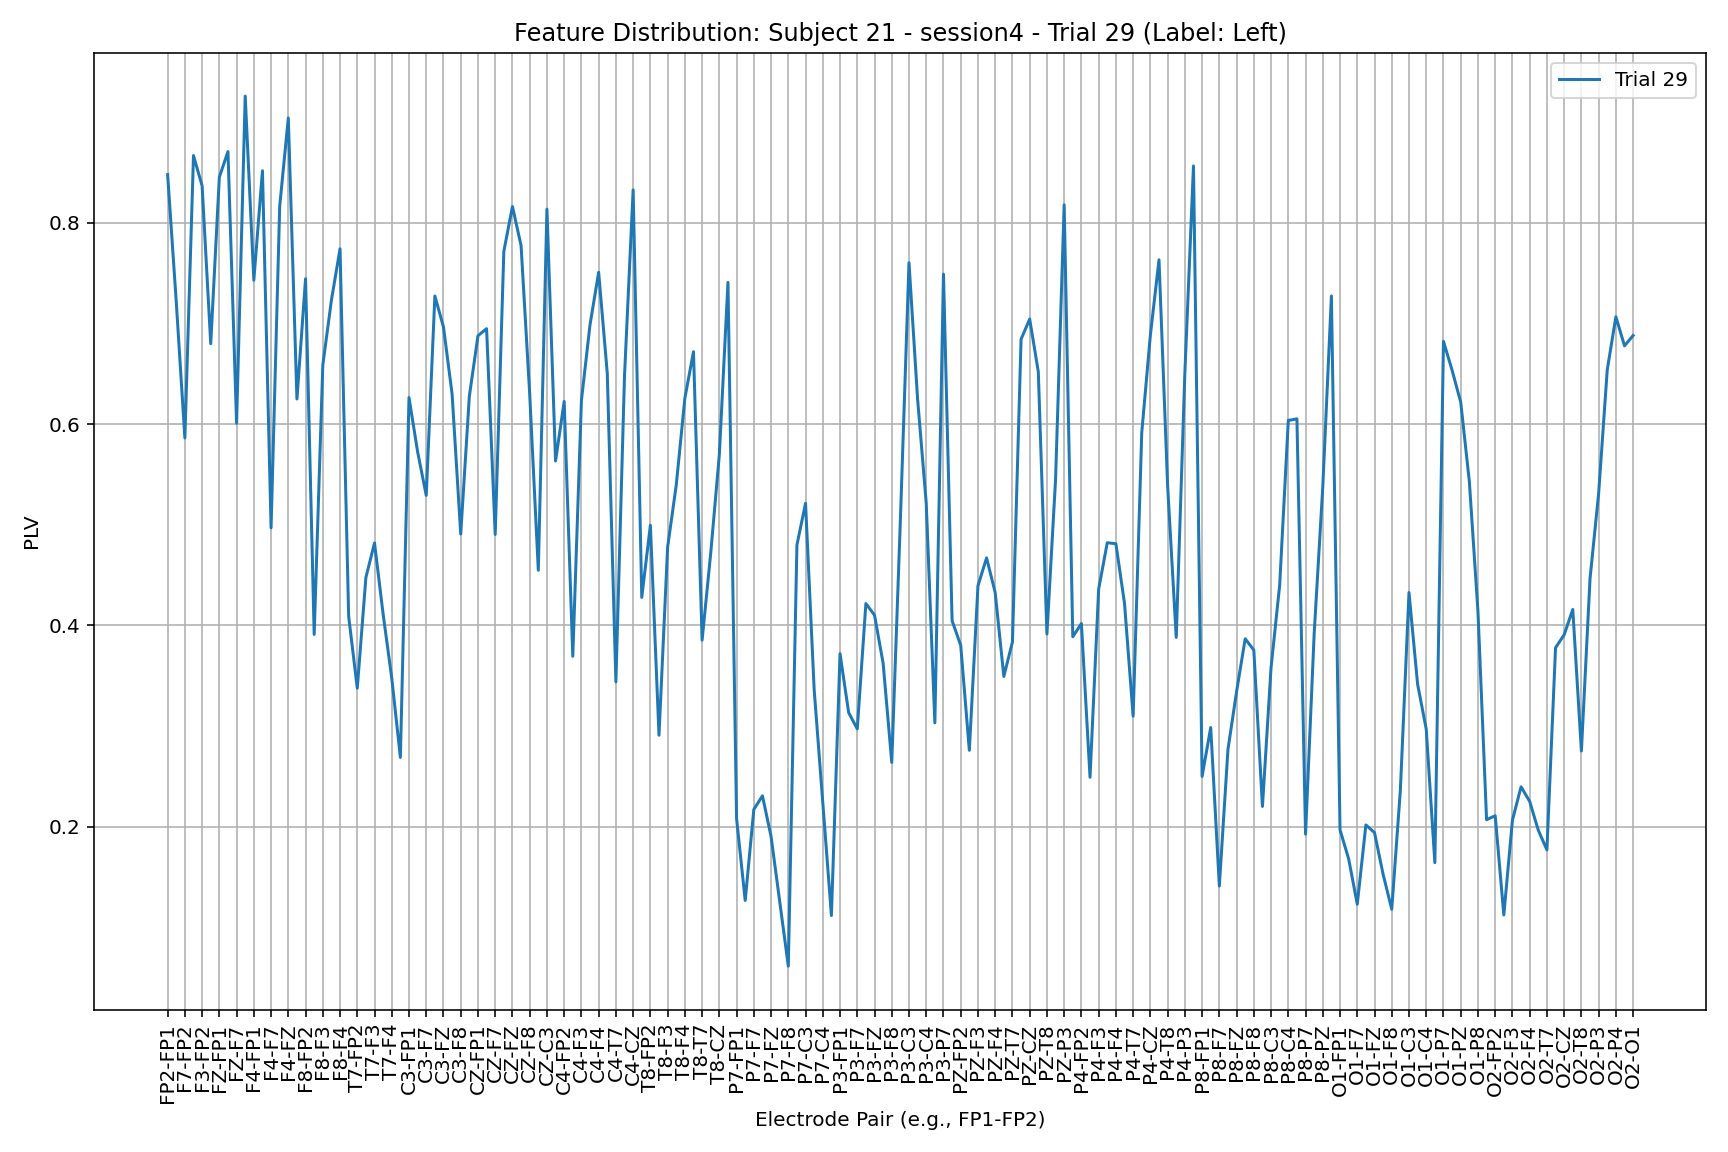 Feature Distribution: Subject 21 - session4 - Trial 29 (Label: Left)
Trial 29
PLV
0.8
0.6
0.4
0.2
FP2-FP1
F7-FP2
F3-FP2
FZ-FP1
FZ-F7
F4-FP1
F4-F7
F4-FZ
F8-FP2
F8-F3
F8-F4
T7-FP2
T7-F3
T7-F4
C3-FP1
C3-F7
C3-FZ
C3-F8
CZ-FP1
CZ-F7
CZ-FZ
CZ-F8
CZ-C3
C4-FP2
C4-F3
C4-F4
C4-T7
C4-CZ
T8-FP2
T8-F3
T8-F4
T8-T7
T8-CZ
P7-FP1
P7-F7
P7-FZ
P7-F8
P7-C3
P7-C4
P3-FP1
P3-F7
P3-FZ
P3-F8
P3-C3
P3-C4
P3-P7
PZ-FP2
PZ-F3
PZ-F4
PZ-T7
PZ-CZ
PZ-T8
PZ-P3
P4-FP2
P4-F3
P4-F4
P4-T7
P4-CZ
P4-T8
P4-P3
P8-FP1
P8-F7
P8-FZ
P8-F8
P8-C3
P8-C4
P8-P7
P8-PZ
O1-FP1
O1-F7
O1-FZ
O1-F8
O1-C3
O1-C4
O1-P7
O1-PZ
O1-P8
O2-FP2
O2-F3
O2-F4
O2-T7
O2-CZ
O2-T8
O2-P3
O2-P4
O2-O1
Electrode Pair (e.g., FP1-FP2)